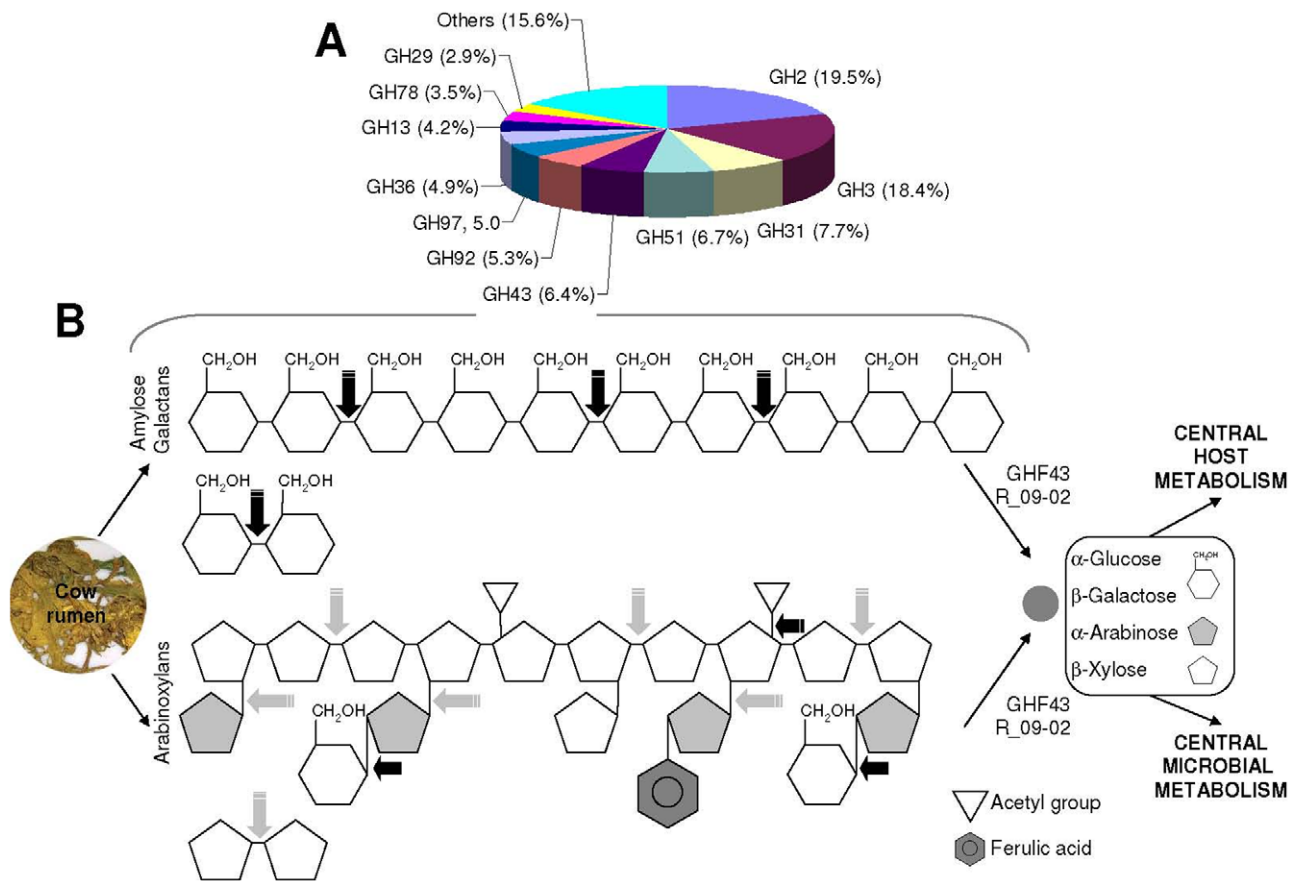 A
Others (15.6%)
GH29 (2.9%)
GH78 (3.5%)
GH13 (4.2%)
GH36 (4.9%)
GH97, 5.0
GH92 (5.3%)
GH43 (6.4%)
GH51 (6.7%)
GH31 (7.7%)
GH3 (18.4%)
GH2 (19.5%)
B
Amylose
Galactans
CH₂OH CH₂OH CH₂OH CH₂OH CH₂OH CH₂OH CH₂OH CH₂OH CH₂OH CH₂OH
CH₂OH CH₂OH
Cow
rumen
Arabinoxylans
CH₂OH CH₂OH
GHF43
R_09-02
GHF43
R_09-02
CENTRAL
HOST
METABOLISM
α-Glucose
CH₂OH
β-Galactose
α-Arabinose
β-Xylose
CENTRAL
MICROBIAL
METABOLISM
Acetyl group
Ferulic acid